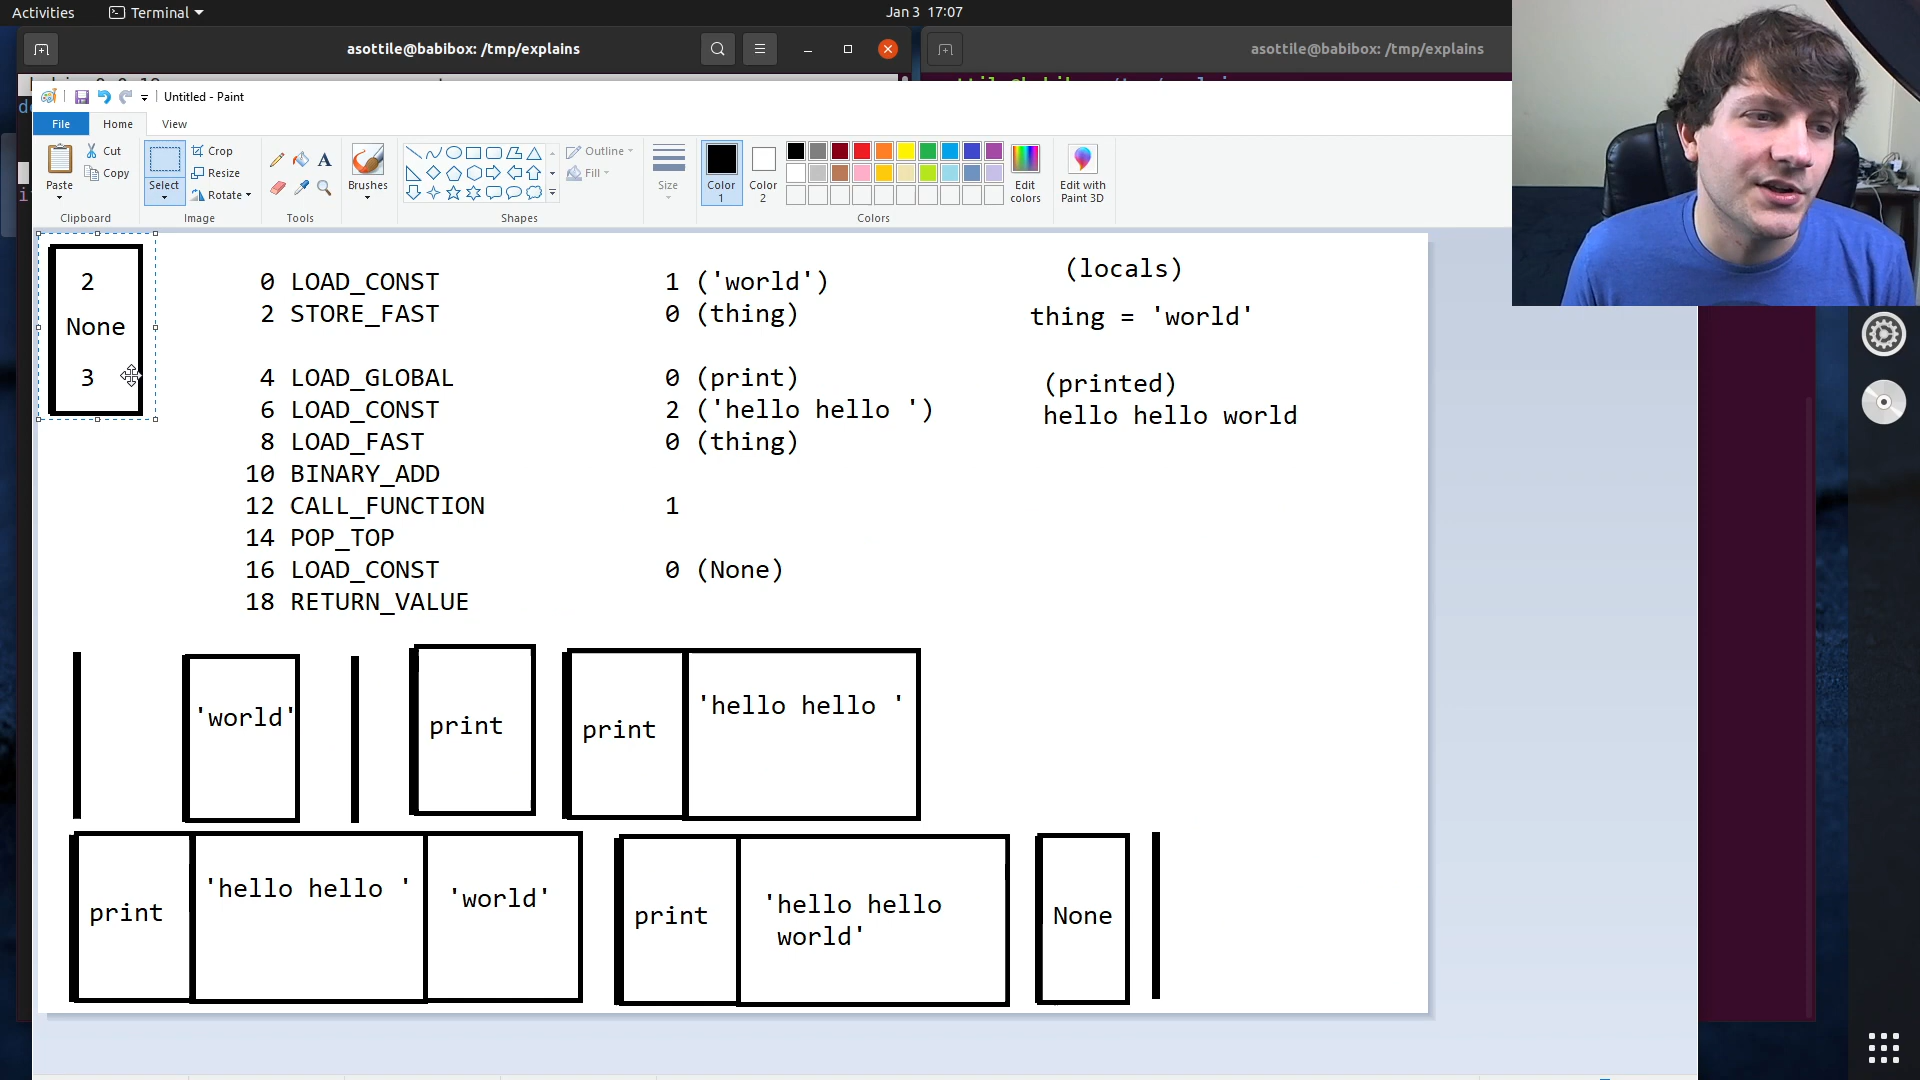 Activities
Terminal
Jan 3 17:07
asottile@babibox: /tmp/explains
asottile@babibox: /tmp/explains
Untitled - Paint
File
Home
View
Paste
Cut
Copy
Clipboard
Select
Crop
Resize
Rotate
Image
A
Tools
Brushes
Outline
Fill
Shapes
Size
Color 1
Color 2
Edit colors
Colors
Edit with Paint 3D
2
None
3
0 LOAD_CONST 1 ('world')
2 STORE_FAST 0 (thing)
4 LOAD_GLOBAL 0 (print)
6 LOAD_CONST 2 ('hello hello ')
8 LOAD_FAST 0 (thing)
10 BINARY_ADD
12 CALL_FUNCTION 1
14 POP_TOP
16 LOAD_CONST 0 (None)
18 RETURN_VALUE
(locals)
thing = 'world'
(printed)
hello hello world
'world'
print
print
'hello hello '
print
'hello hello '
'world'
print
'hello hello
world'
None